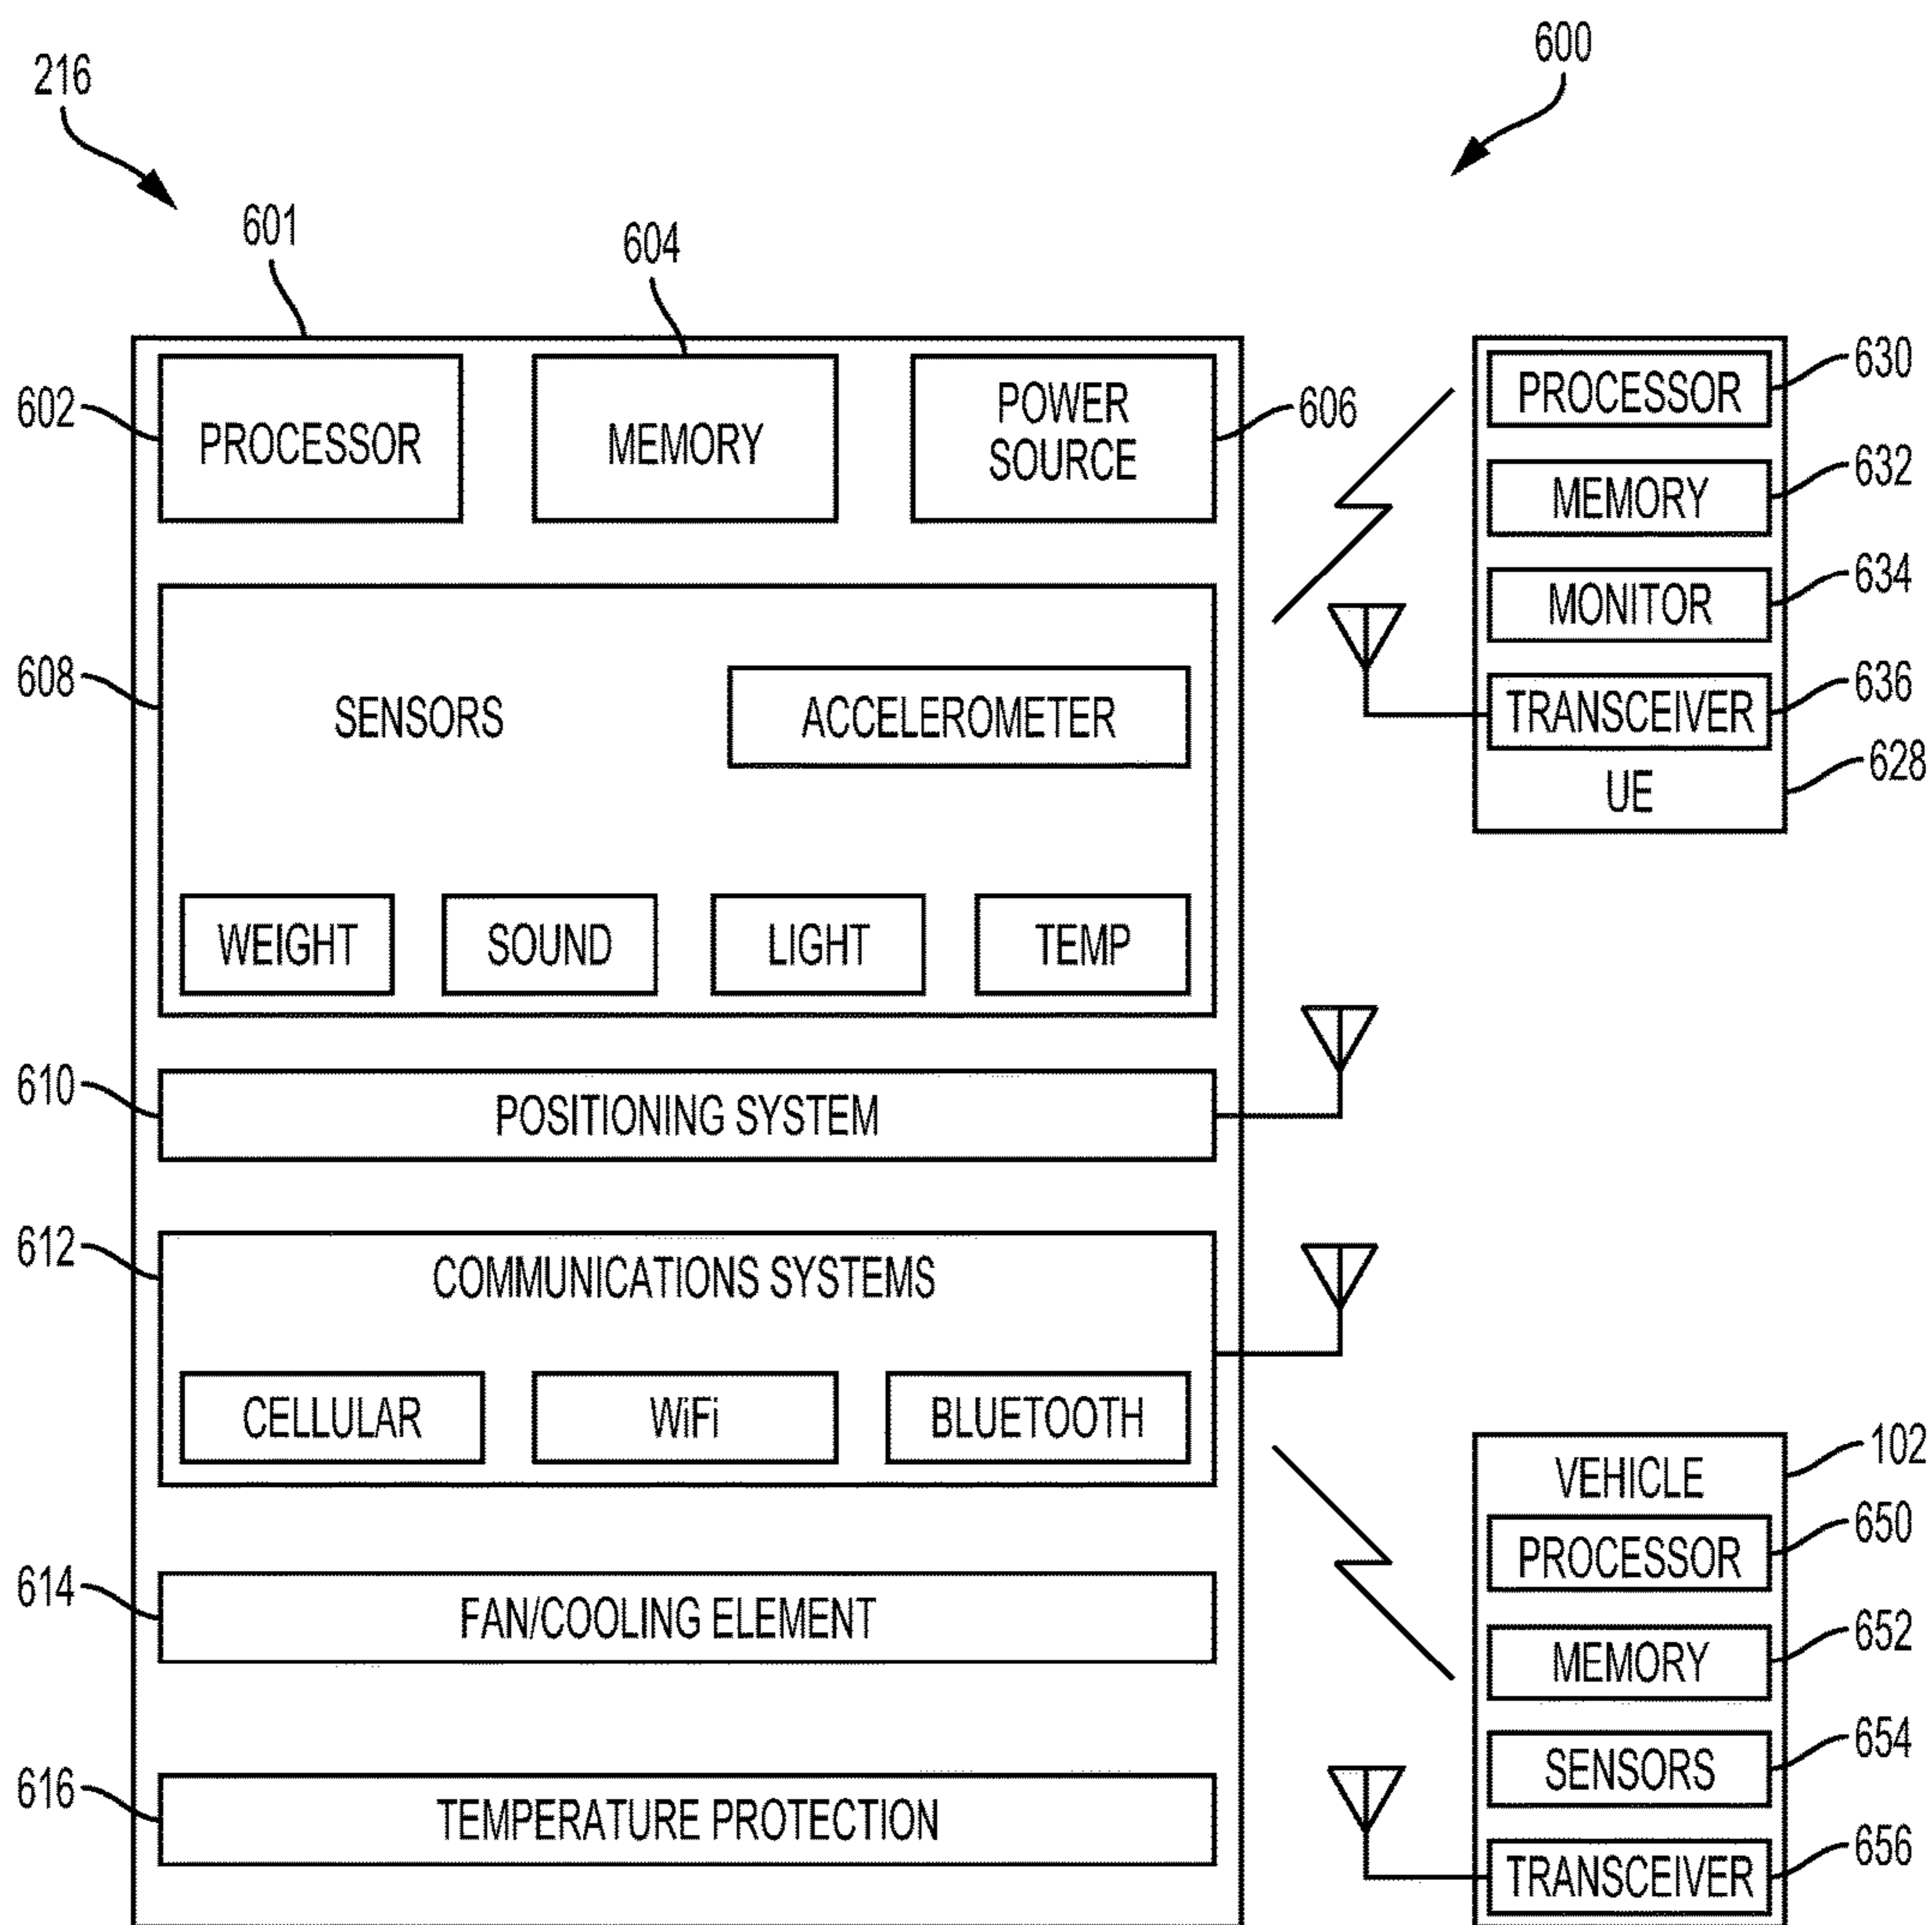 216
600
601
604
602
PROCESSOR
MEMORY
POWER
SOURCE
606
608
SENSORS
ACCELEROMETER
WEIGHT
SOUND
LIGHT
TEMP
610
POSITIONING SYSTEM
612
COMMUNICATIONS SYSTEMS
CELLULAR
WiFi
BLUETOOTH
614
FAN/COOLING ELEMENT
616
TEMPERATURE PROTECTION
PROCESSOR
630
MEMORY
632
MONITOR
634
TRANSCEIVER
636
UE
628
VEHICLE
102
PROCESSOR
650
MEMORY
652
SENSORS
654
TRANSCEIVER
656